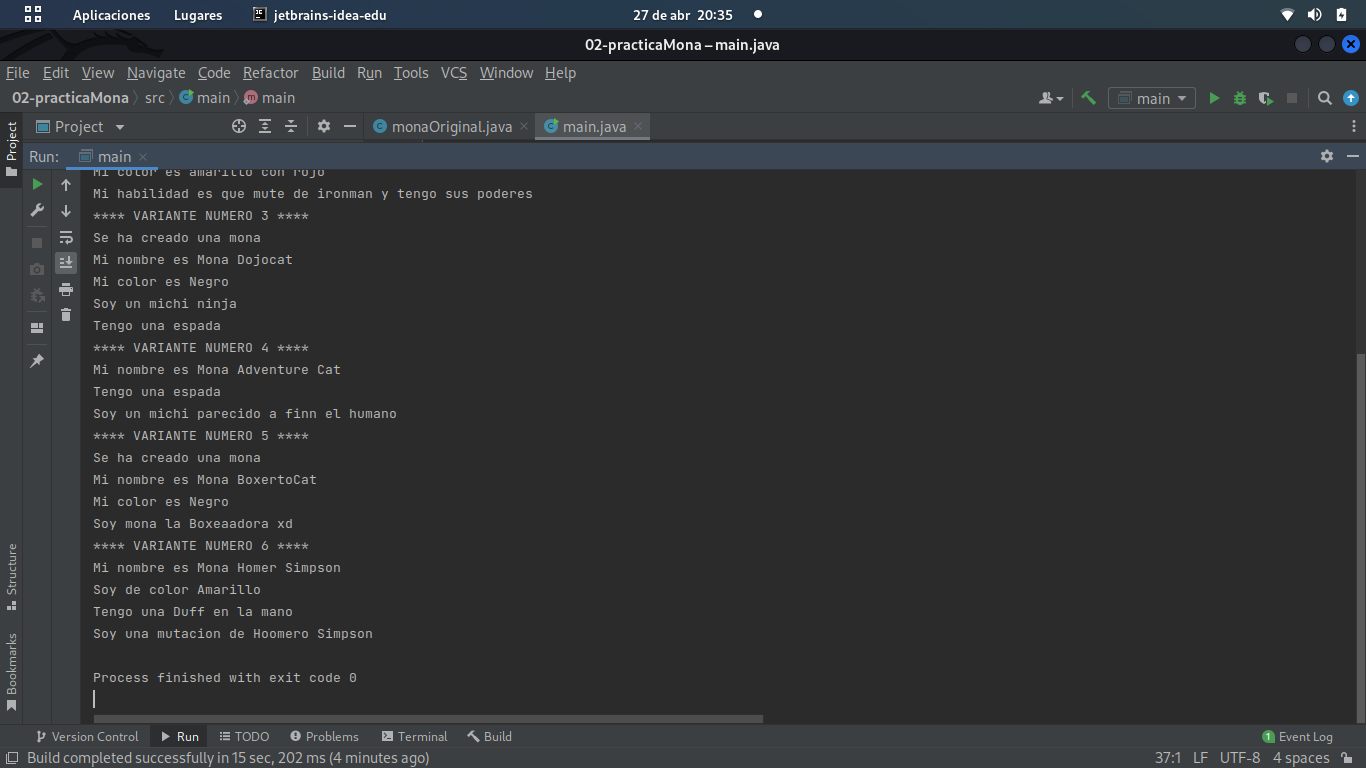 Aplicaciones Lugares jetbrains-idea-edu 27 de abr 20:35
02-practicaMona – main.java
File Edit View Navigate Code Refactor Build Run Tools VCS Window Help
02-practicaMona src main main main
Project monaOriginal.java main.java
Project
Run: main
Mi color es amarillo con rojo
Mi habilidad es que mute de ironman y tengo sus poderes
**** VARIANTE NUMERO 3 ****
Se ha creado una mona
Mi nombre es Mona Dojocat
Mi color es Negro
Soy un michi ninja
Tengo una espada
**** VARIANTE NUMERO 4 ****
Mi nombre es Mona Adventure Cat
Tengo una espada
Soy un michi parecido a finn el humano
**** VARIANTE NUMERO 5 ****
Se ha creado una mona
Mi nombre es Mona BoxertoCat
Mi color es Negro
Soy mona la Boxeaadora xd
**** VARIANTE NUMERO 6 ****
Mi nombre es Mona Homer Simpson
Soy de color Amarillo
Tengo una Duff en la mano
Soy una mutacion de Hoomero Simpson
Process finished with exit code 0
Structure
Bookmarks
Version Control Run TODO Problems Terminal Build 1 Event Log
Build completed successfully in 15 sec, 202 ms (4 minutes ago) 37:1 LF UTF-8 4 spaces